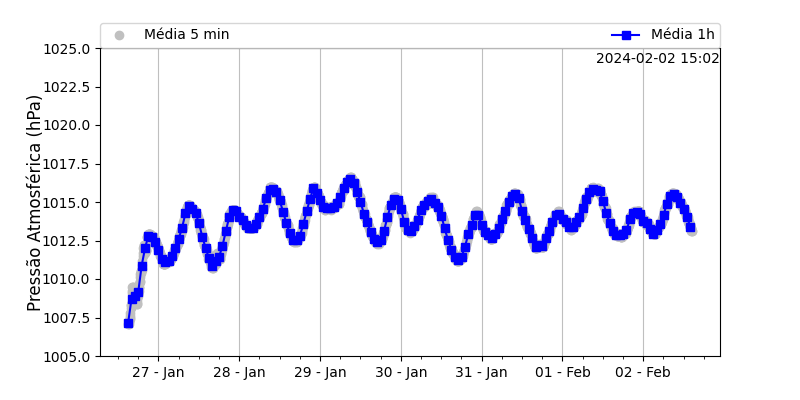 Média 5 min
Média 1h
2024-02-02 15:02
Pressão Atmosférica (hPa)
1025.0
1022.5
1020.0
1017.5
1015.0
1012.5
1010.0
1007.5
1005.0
27 - Jan
28 - Jan
29 - Jan
30 - Jan
31 - Jan
01 - Feb
02 - Feb